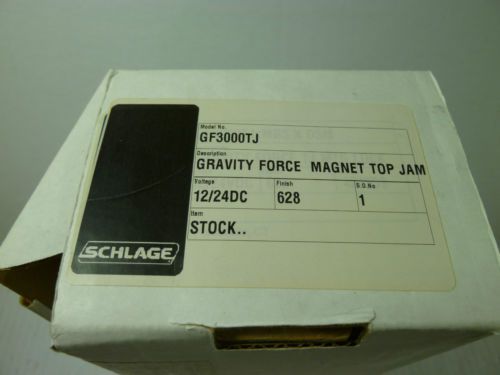 Model No.
GF3000TJ
Description
GRAVITY FORCE MAGNET TOP JAM
Voltage Finish S.O.No
12/24DC 628 1
Item
STOCK..
SCHLAGE